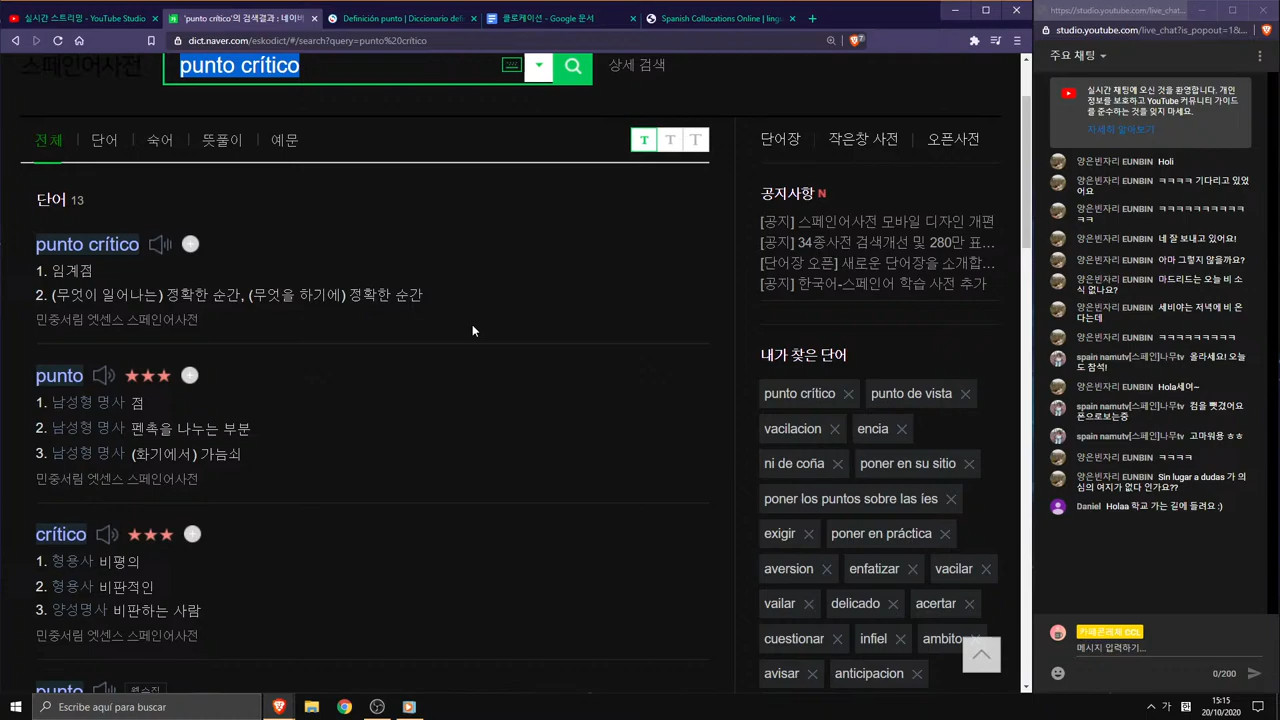 실시간 스트리밍 - YouTube Studio
'punto crítico'의 검색결과 : 네이버
Definición punto | Diccionario def
클로케이션 - Google 문서
Spanish Collocations Online | lingu
dict.naver.com/eskodict/#/search?query=punto%20crítico
스페인어사전
punto crítico
상세 검색
전체
단어
숙어
뜻풀이
예문
T T T
단어 13
punto crítico
1. 임계점
2. (무엇이 일어나는) 정확한 순간, (무엇을 하기에) 정확한 순간
민중서림 엣센스 스페인어사전
punto ★★★
1. 남성형 명사 점
2. 남성형 명사 펜촉을 나누는 부분
3. 남성형 명사 (화기에서) 가늠쇠
민중서림 엣센스 스페인어사전
crítico ★★★
1. 형용사 비평의
2. 형용사 비판적인
3. 양성명사 비판하는 사람
민중서림 엣센스 스페인어사전
punto
단어장
작은창 사전
오픈사전
공지사항 N
[공지] 스페인어사전 모바일 디자인 개편
[공지] 34종사전 검색개선 및 280만 표...
[단어장 오픈] 새로운 단어장을 소개합...
[공지] 한국어-스페인어 학습 사전 추가
내가 찾은 단어
punto crítico
punto de vista
vacilacion
encia
ni de coña
poner en su sitio
poner los puntos sobre las íes
exigir
poner en práctica
aversion
enfatizar
vacilar
vailar
delicado
acertar
cuestionar
infiel
ambito
avisar
anticipacion
https://studio.youtube.com/live_chat?is_popout=1&...
studio.youtube.com/live_chat?is_popout=1&...
주요 채팅
실시간 채팅에 오신 것을 환영합니다. 개인
정보를 보호하고 YouTube 커뮤니티 가이드
를 준수하는 것을 잊지 마세요.
자세히 알아보기
양은빈자리 EUNBIN Holi
양은빈자리 EUNBIN ㅋㅋㅋㅋ 기다리고 있었
어요
양은빈자리 EUNBIN ㅋㅋㅋㅋㅋㅋㅋㅋㅋㅋ
ㅋㅋ
양은빈자리 EUNBIN 네 잘 보내고 있어요!
양은빈자리 EUNBIN 아마 그렇지 않을까요?
양은빈자리 EUNBIN 마드리드는 오늘 비 소
식 없나요?
양은빈자리 EUNBIN 세비야는 저녁에 비 온
다는데
양은빈자리 EUNBIN ㅋㅋㅋㅋㅋㅋㅋㅋㅋ
spain namutv[스페인]나무tv 올라세요! 오늘
도 참석!
양은빈자리 EUNBIN Hola세여~
spain namutv[스페인]나무tv 컴을 뺏겼어요
폰으로보는중
spain namutv[스페인]나무tv 고마워용 ㅎㅎ
양은빈자리 EUNBIN ㅋㅋㅋㅋ
양은빈자리 EUNBIN Sin lugar a dudas 가 의
심의 여지가 없다 인가요??
Daniel Holaa 학교 가는 길에 들려요 :)
카페꼰레체 CCL
메시지 입력하기...
0/200
Escribe aquí para buscar
가
15:15
20/10/2020